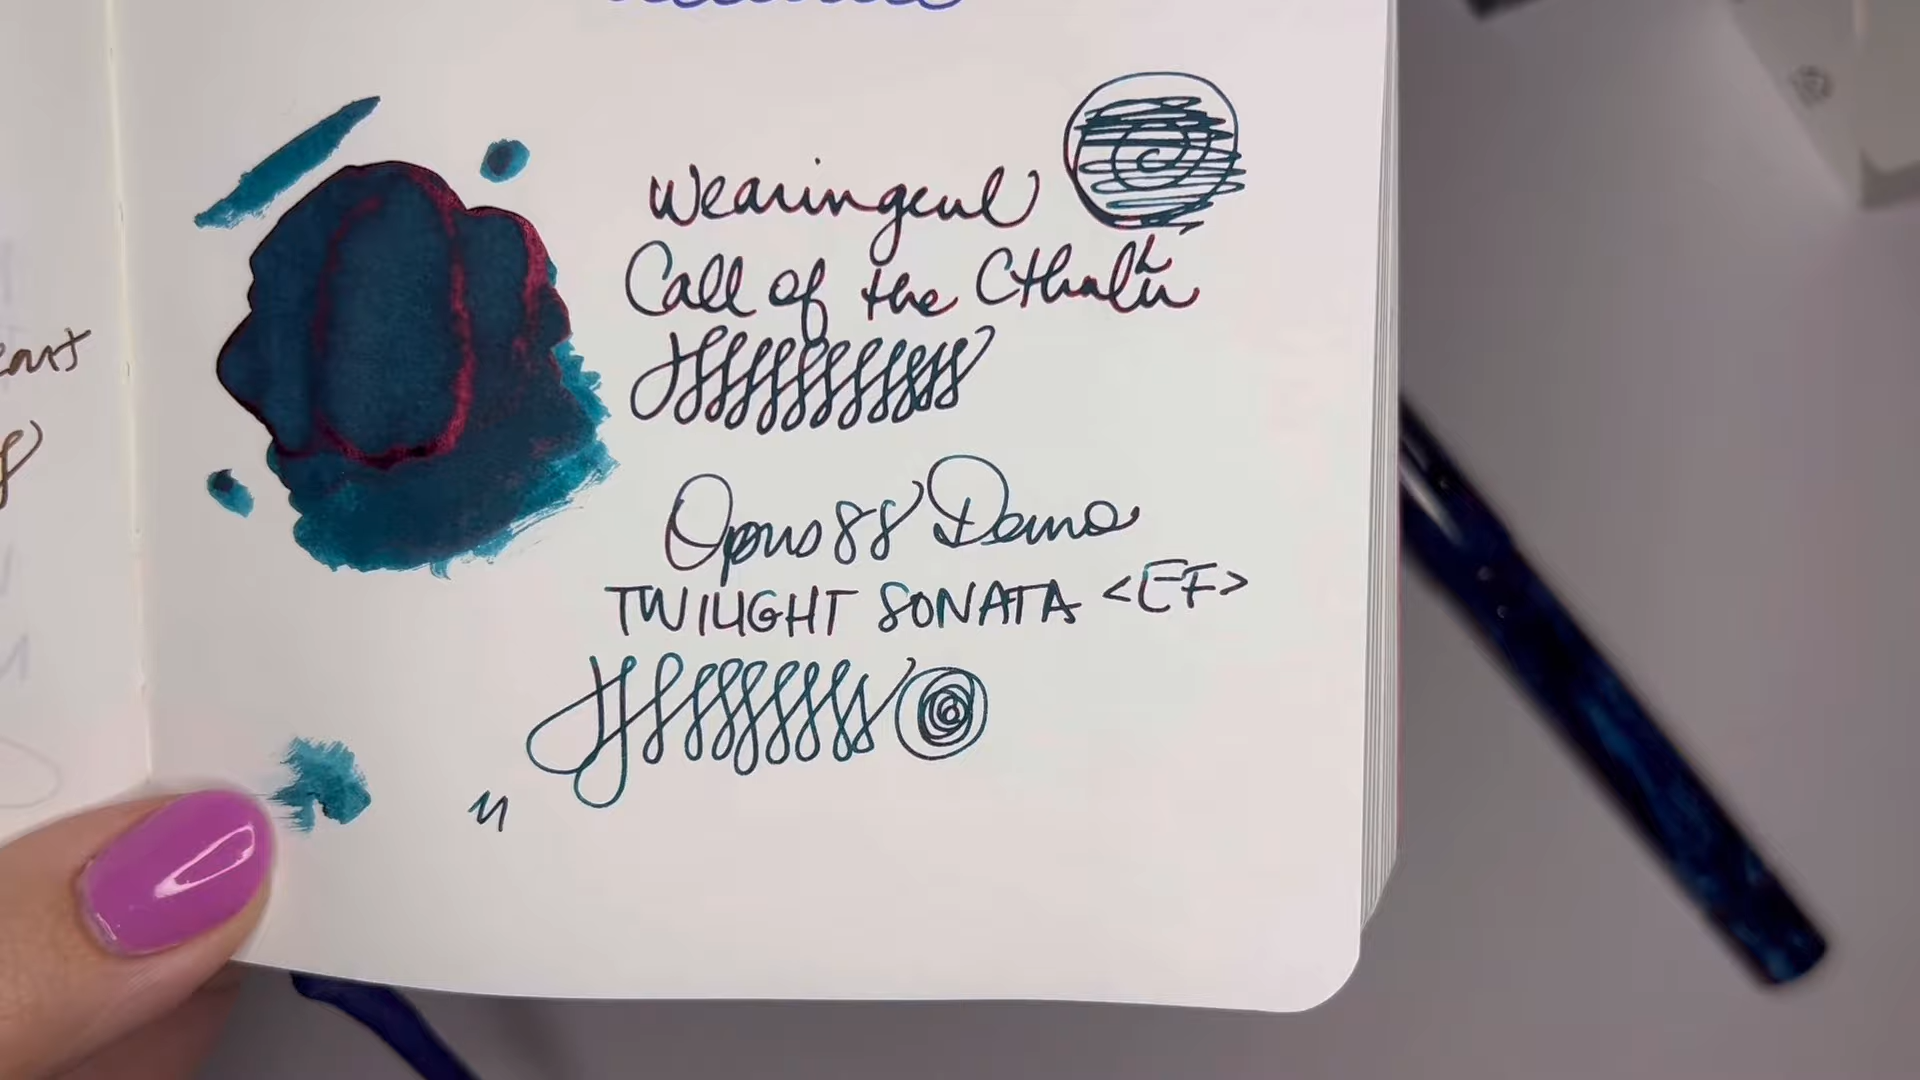 Wearingeul
Call of the Cthulhu
Opus 88 Demo
TWILIGHT SONATA <EF>